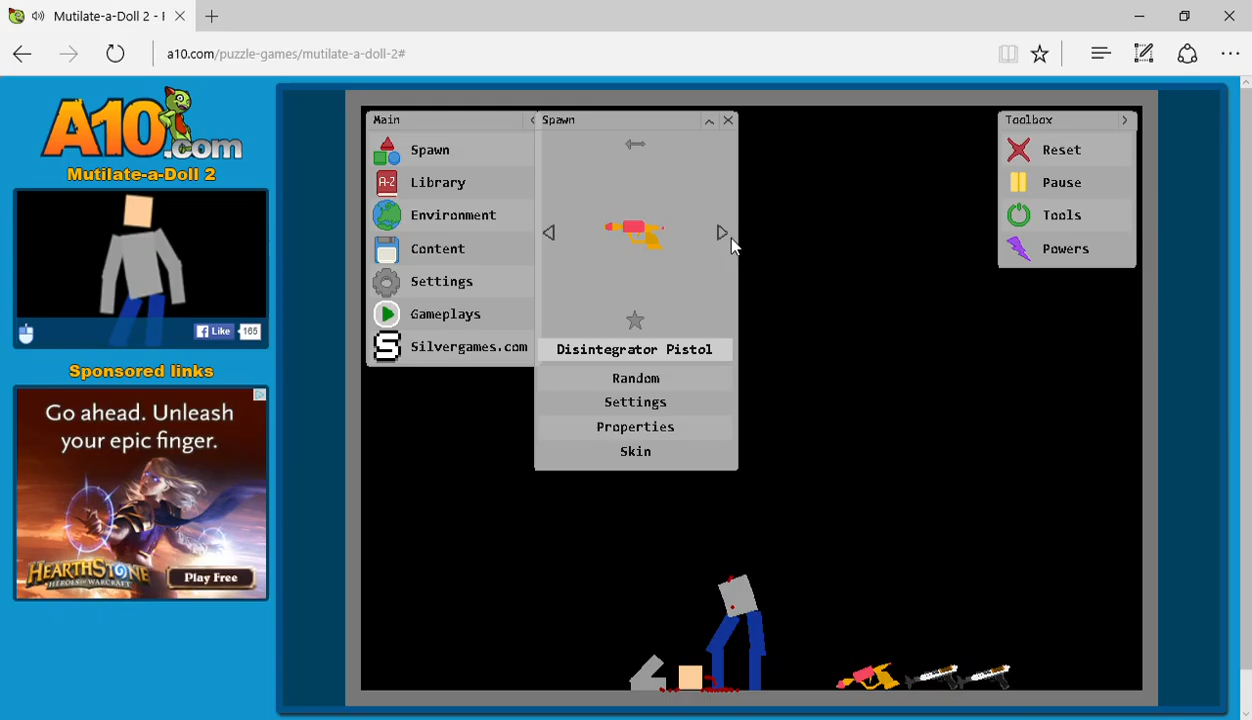 Mutilate-a-Doll 2 - F
a10.com/puzzle-games/mutilate-a-doll-2#
A10.com
Mutilate-a-Doll 2
Like 165
Sponsored links
Go ahead. Unleash
your epic finger.
HEARTHSTONE
HEROES OF WARCRAFT
Play Free
Main
Spawn
A-Z Library
Environment
Content
Settings
Gameplays
S Silvergames.com
Spawn
Disintegrator Pistol
Random
Settings
Properties
Skin
Toolbox
Reset
Pause
Tools
Powers